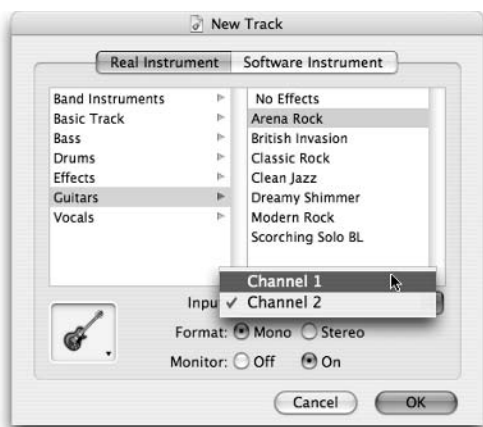 New Track
Real Instrument Software Instrument
Band Instruments
Basic Track
Bass
Drums
Effects
Guitars
Vocals
No Effects
Arena Rock
British Invasion
Classic Rock
Clean Jazz
Dreamy Shimmer
Modern Rock
Scorching Solo BL
Channel 1
Input
✓ Channel 2
Format: Mono Stereo
Monitor: Off On
Cancel OK